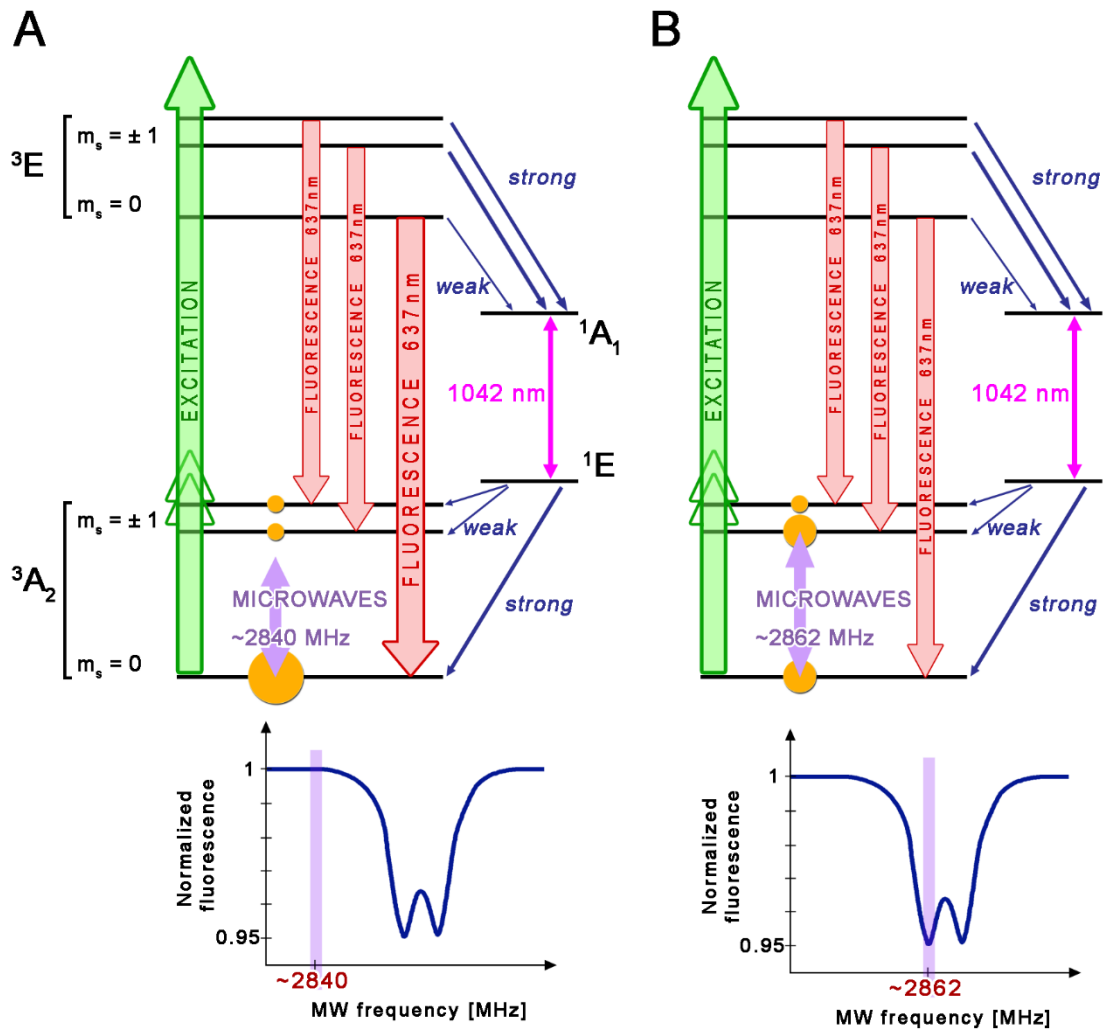 A
³E
mₛ = ± 1
mₛ = 0
EXCITATION
FLUORESCENCE 637nm
FLUORESCENCE 637nm
FLUORESCENCE 637nm
strong
weak
¹A₁
1042 nm
¹E
³A₂
mₛ = ± 1
mₛ = 0
weak
strong
MICROWAVES
~2840 MHz
Normalized
fluorescence
1
0.95
~2840
MW frequency [MHz]
B
EXCITATION
FLUORESCENCE 637nm
FLUORESCENCE 637nm
FLUORESCENCE 637nm
strong
weak
¹A₁
1042 nm
¹E
weak
strong
MICROWAVES
~2862 MHz
Normalized
fluorescence
1
0.95
~2862
MW frequency [MHz]